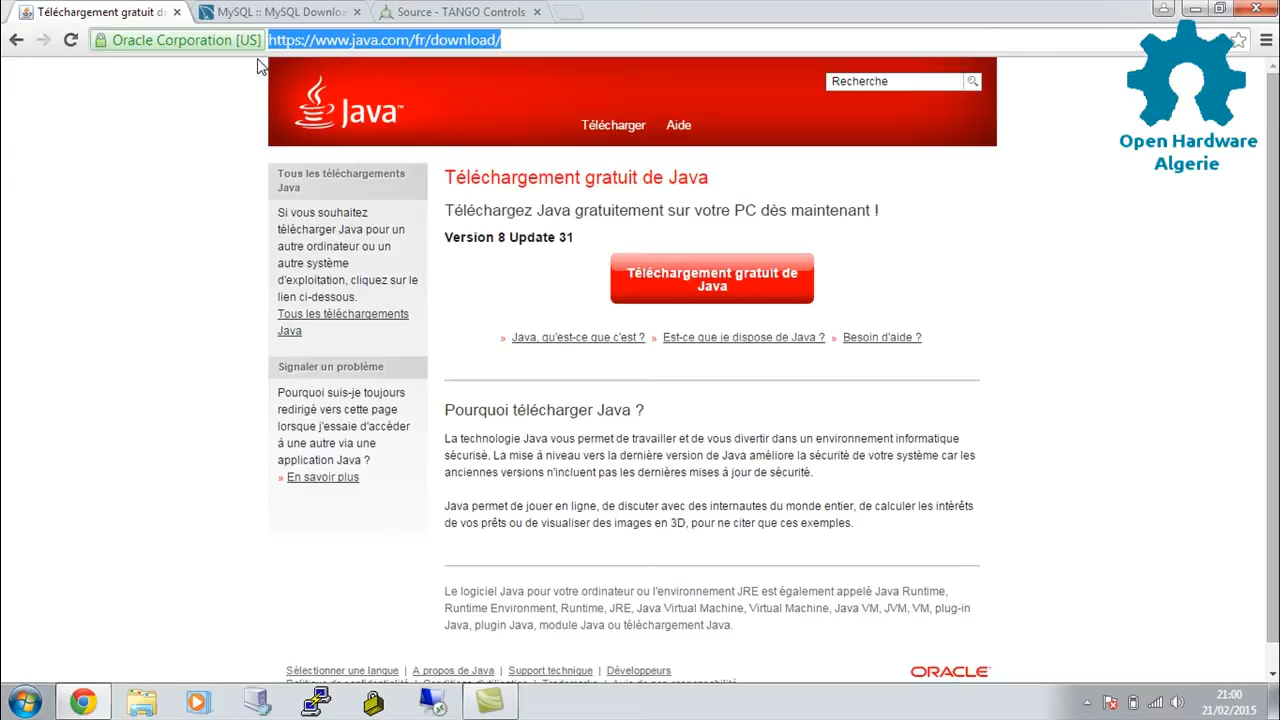 Téléchargement gratuit de
MySQL :: MySQL Downloa
Source - TANGO Controls
Oracle Corporation [US]
https://www.java.com/fr/download/
Open Hardware
Algerie
Java
Recherche
Télécharger
Aide
Tous les téléchargements
Java
Si vous souhaitez
télécharger Java pour un
autre ordinateur ou un
autre système
d'exploitation, cliquez sur le
lien ci-dessous.
Tous les téléchargements
Java
Signaler un problème
Pourquoi suis-je toujours
redirigé vers cette page
lorsque j'essaie d'accéder
à une autre via une
application Java ?
» En savoir plus
Téléchargement gratuit de Java
Téléchargez Java gratuitement sur votre PC dès maintenant !
Version 8 Update 31
Téléchargement gratuit de
Java
» Java, qu'est-ce que c'est ? » Est-ce que je dispose de Java ? » Besoin d'aide ?
Pourquoi télécharger Java ?
La technologie Java vous permet de travailler et de vous divertir dans un environnement informatique
sécurisé. La mise à niveau vers la dernière version de Java améliore la sécurité de votre système car les
anciennes versions n'incluent pas les dernières mises à jour de sécurité.
Java permet de jouer en ligne, de discuter avec des internautes du monde entier, de calculer les intérêts
de vos prêts ou de visualiser des images en 3D, pour ne citer que ces exemples.
Le logiciel Java pour votre ordinateur ou l'environnement JRE est également appelé Java Runtime,
Runtime Environment, Runtime, JRE, Java Virtual Machine, Virtual Machine, Java VM, JVM, VM, plug-in
Java, plugin Java, module Java ou téléchargement Java.
Sélectionner une langue | A propos de Java | Support technique | Développeurs
ORACLE
21:00
21/02/2015